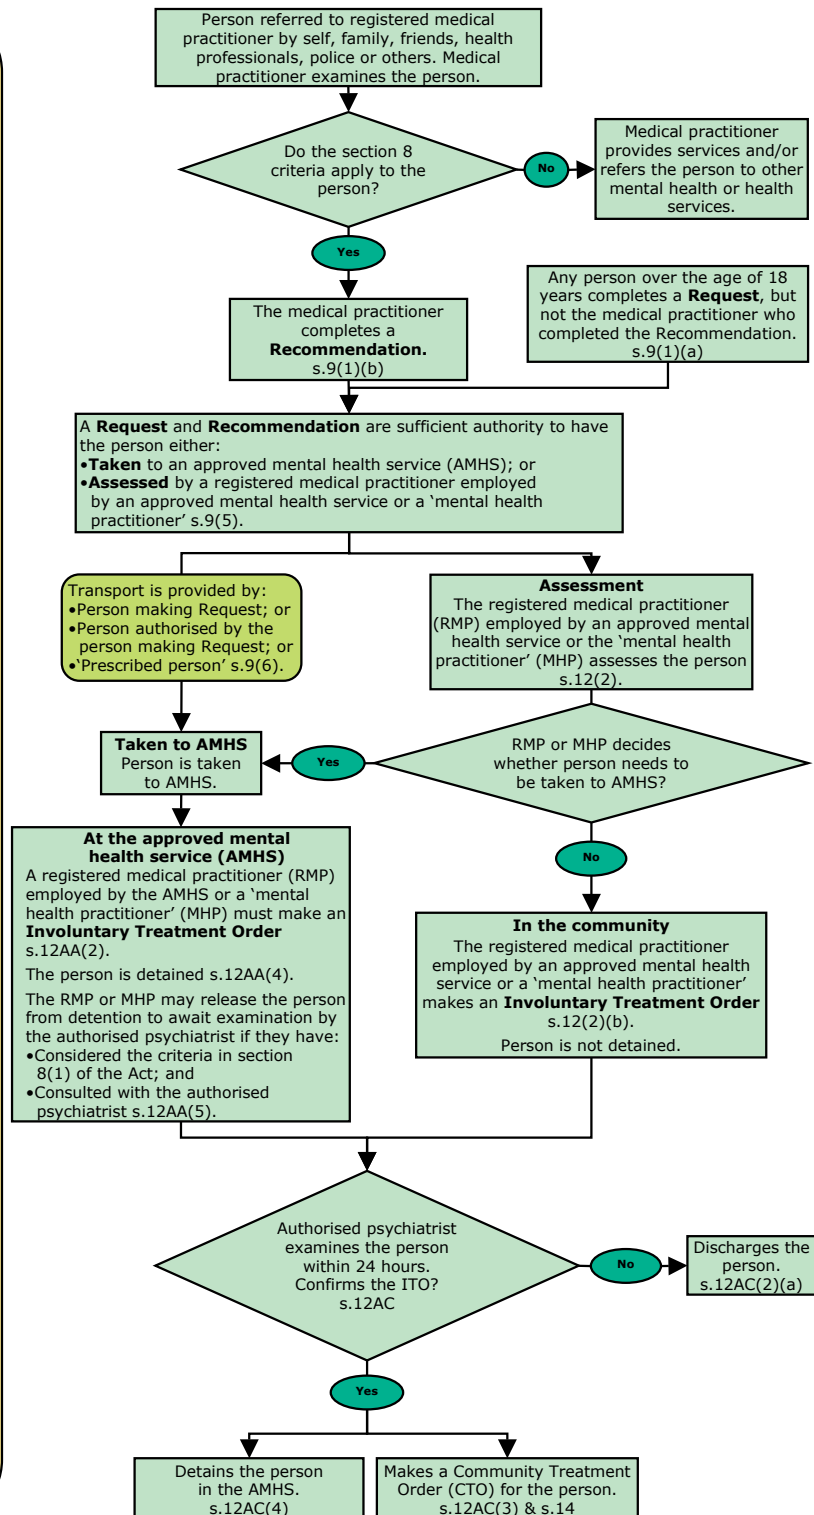 Person referred to registered medical
practitioner by self, family, friends, health
professionals, police or others. Medical
practitioner examines the person.
Do the section 8
criteria apply to the
person?
No
Medical practitioner
provides services and/or
refers the person to other
mental health or health
services.
Yes
The medical practitioner
completes a
Recommendation.
s.9(1)(b)
Any person over the age of 18
years completes a Request, but
not the medical practitioner who
completed the Recommendation.
s.9(1)(a)
A Request and Recommendation are sufficient authority to have
the person either:
•Taken to an approved mental health service (AMHS); or
•Assessed by a registered medical practitioner employed
by an approved mental health service or a ‘mental health
practitioner’ s.9(5).
Transport is provided by:
•Person making Request; or
•Person authorised by the
person making Request; or
•‘Prescribed person’ s.9(6).
Assessment
The registered medical practitioner
(RMP) employed by an approved mental
health service or the ‘mental health
practitioner’ (MHP) assesses the person
s.12(2).
Taken to AMHS
Person is taken
to AMHS.
Yes
RMP or MHP decides
whether person needs to
be taken to AMHS?
No
At the approved mental
health service (AMHS)
A registered medical practitioner (RMP)
employed by the AMHS or a ‘mental
health practitioner’ (MHP) must make an
Involuntary Treatment Order
s.12AA(2).
The person is detained s.12AA(4).
The RMP or MHP may release the person
from detention to await examination by
the authorised psychiatrist if they have:
•Considered the criteria in section
8(1) of the Act; and
•Consulted with the authorised
psychiatrist s.12AA(5).
In the community
The registered medical practitioner
employed by an approved mental health
service or a ‘mental health practitioner’
makes an Involuntary Treatment Order
s.12(2)(b).
Person is not detained.
Authorised psychiatrist
examines the person
within 24 hours.
Confirms the ITO?
s.12AC
No
Discharges the
person.
s.12AC(2)(a)
Yes
Detains the person
in the AMHS.
s.12AC(4)
Makes a Community Treatment
Order (CTO) for the person.
s.12AC(3) & s.14